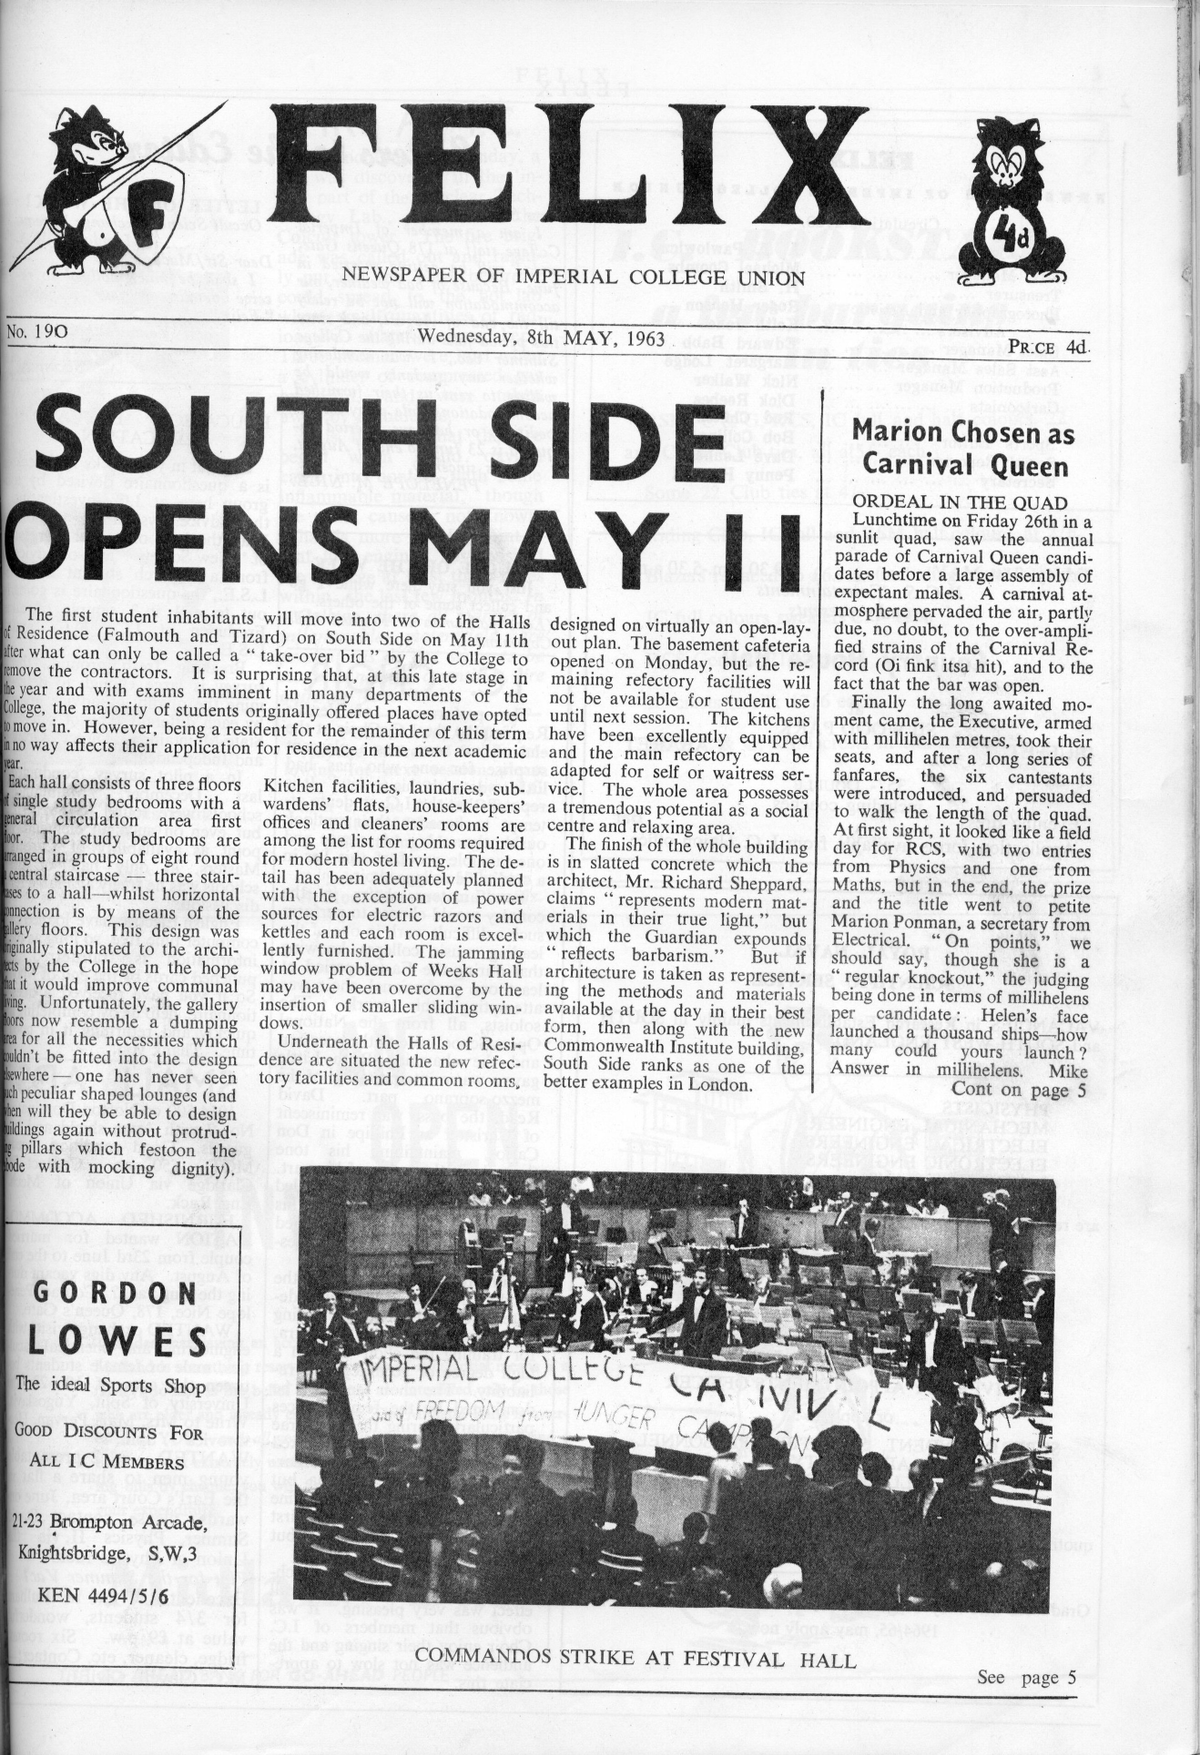 FELIX
F
4d
NEWSPAPER OF IMPERIAL COLLEGE UNION
No. 190
Wednesday, 8th MAY, 1963
PR.CE 4d.
SOUTH SIDE
OPENS MAY 11
The first student inhabitants will move into two of the Halls
of Residence (Falmouth and Tizard) on South Side on May 11th
after what can only be called a “ take-over bid ” by the College to
remove the contractors. It is surprising that, at this late stage in
the year and with exams imminent in many departments of the
College, the majority of students originally offered places have opted
to move in. However, being a resident for the remainder of this term
in no way affects their application for residence in the next academic
year.
Each hall consists of three floors
of single study bedrooms with a
general circulation area first
floor. The study bedrooms are
arranged in groups of eight round
a central staircase — three stair-
cases to a hall—whilst horizontal
connection is by means of the
gallery floors. This design was
originally stipulated to the archi-
tects by the College in the hope
that it would improve communal
living. Unfortunately, the gallery
floors now resemble a dumping
area for all the necessities which
couldn't be fitted into the design
elsewhere — one has never seen
such peculiar shaped lounges (and
when will they be able to design
buildings again without protrud-
ing pillars which festoon the
abode with mocking dignity).
Kitchen facilities, laundries, sub-
wardens' flats, house-keepers'
offices and cleaners' rooms are
among the list for rooms required
for modern hostel living. The de-
tail has been adequately planned
with the exception of power
sources for electric razors and
kettles and each room is excel-
lently furnished. The jamming
window problem of Weeks Hall
may have been overcome by the
insertion of smaller sliding win-
dows.
Underneath the Halls of Resi-
dence are situated the new refec-
tory facilities and common rooms,
designed on virtually an open-lay-
out plan. The basement cafeteria
opened on Monday, but the re-
maining refectory facilities will
not be available for student use
until next session. The kitchens
have been excellently equipped
and the main refectory can be
adapted for self or waitress ser-
vice. The whole area possesses
a tremendous potential as a social
centre and relaxing area.
The finish of the whole building
is in slatted concrete which the
architect, Mr. Richard Sheppard,
claims “ represents modern mat-
erials in their true light,” but
which the Guardian expounds
“ reflects barbarism.” But if
architecture is taken as represent-
ing the methods and materials
available at the day in their best
form, then along with the new
Commonwealth Institute building,
South Side ranks as one of the
better examples in London.
Marion Chosen as
Carnival Queen
ORDEAL IN THE QUAD
Lunchtime on Friday 26th in a
sunlit quad, saw the annual
parade of Carnival Queen candi-
dates before a large assembly of
expectant males. A carnival at-
mosphere pervaded the air, partly
due, no doubt, to the over-ampli-
fied strains of the Carnival Re-
cord (Oi fink itsa hit), and to the
fact that the bar was open.
Finally the long awaited mo-
ment came, the Executive, armed
with millihelen metres, took their
seats, and after a long series of
fanfares, the six cantestants
were introduced, and persuaded
to walk the length of the quad.
At first sight, it looked like a field
day for RCS, with two entries
from Physics and one from
Maths, but in the end, the prize
and the title went to petite
Marion Ponman, a secretary from
Electrical. “On points,” we
should say, though she is a
“ regular knockout,” the judging
being done in terms of millihelens
per candidate : Helen's face
launched a thousand ships—how
many could yours launch ?
Answer in millihelens. Mike
Cont on page 5
GORDON
LOWES
The ideal Sports Shop
GOOD DISCOUNTS FOR
ALL I C MEMBERS
21-23 Brompton Arcade,
Knightsbridge, S,W,3
KEN 4494/5/6
IMPERIAL COLLEGE CA NIVAL
aid of FREEDOM from HUNGER CAMPAIGN
COMMANDOS STRIKE AT FESTIVAL HALL
See page 5